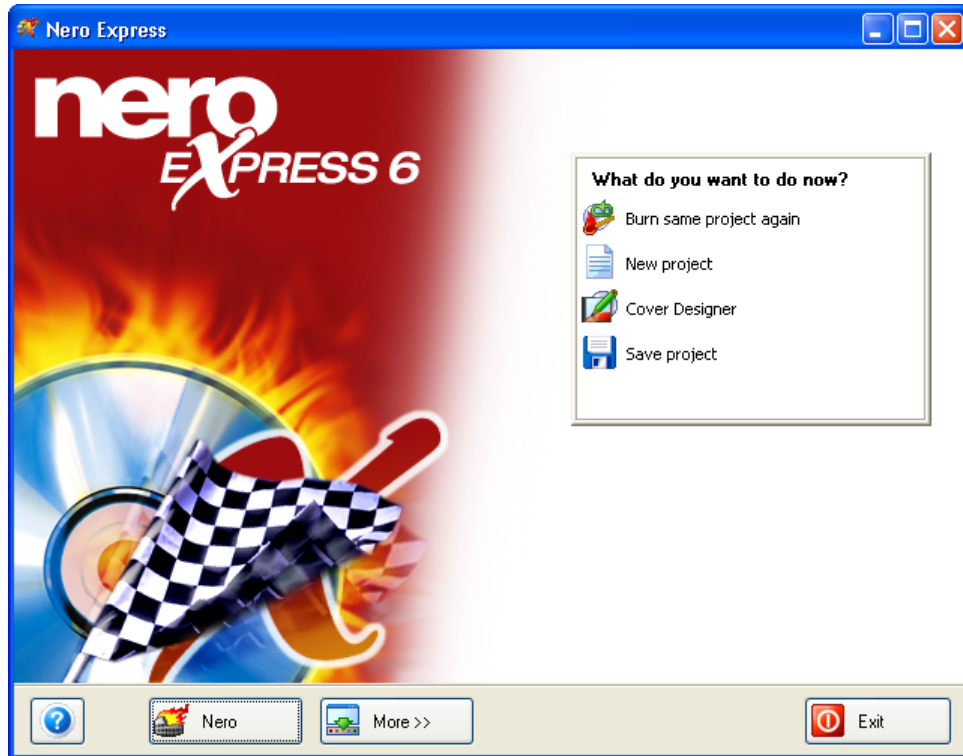 Nero Express
nero
EXPRESS 6
What do you want to do now?
Burn same project again
New project
Cover Designer
Save project
?
Nero
More >>
Exit